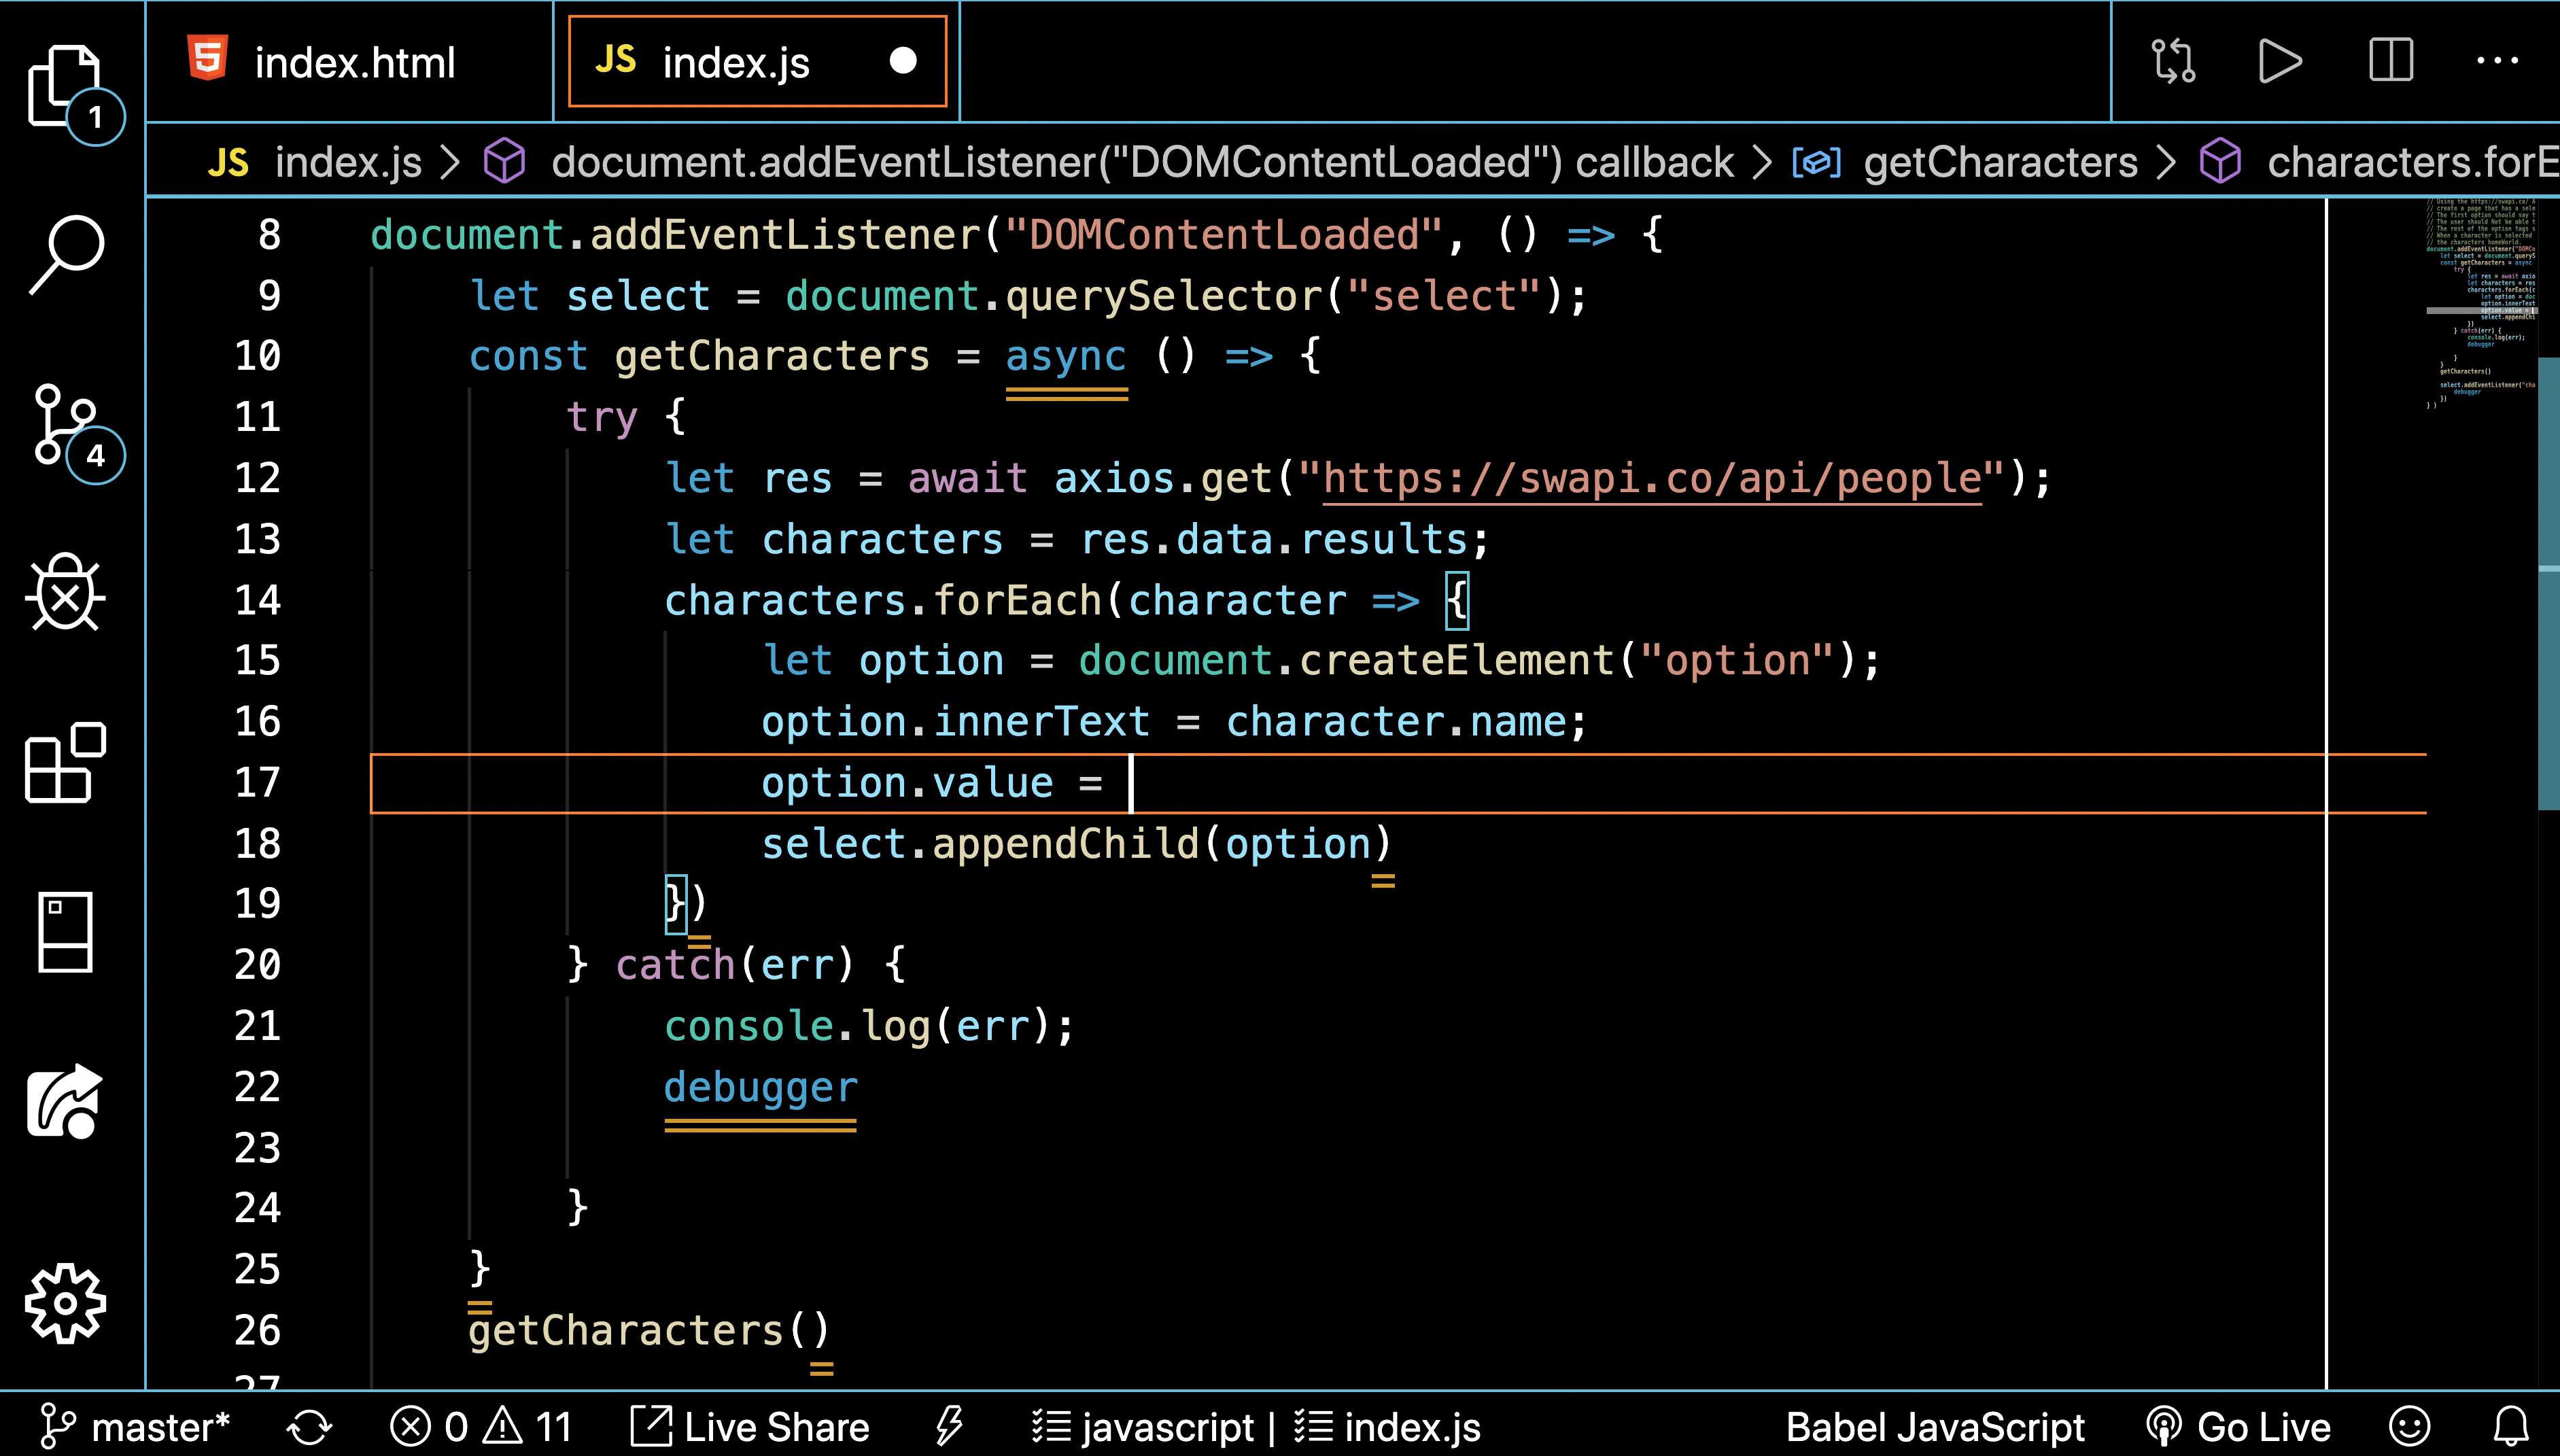 1
index.html
JS index.js
JS index.js > document.addEventListener("DOMContentLoaded") callback > getCharacters > characters.forE
8 document.addEventListener("DOMContentLoaded", () => {
9 let select = document.querySelector("select");
10 const getCharacters = async () => {
11 try {
12 let res = await axios.get("https://swapi.co/api/people");
13 let characters = res.data.results;
14 characters.forEach(character => {
15 let option = document.createElement("option");
16 option.innerText = character.name;
17 option.value =
18 select.appendChild(option)
19 })
20 } catch(err) {
21 console.log(err);
22 debugger
23
24 }
25 }
26 getCharacters()
27
4
master* 0 11 Live Share javascript | index.js Babel JavaScript Go Live